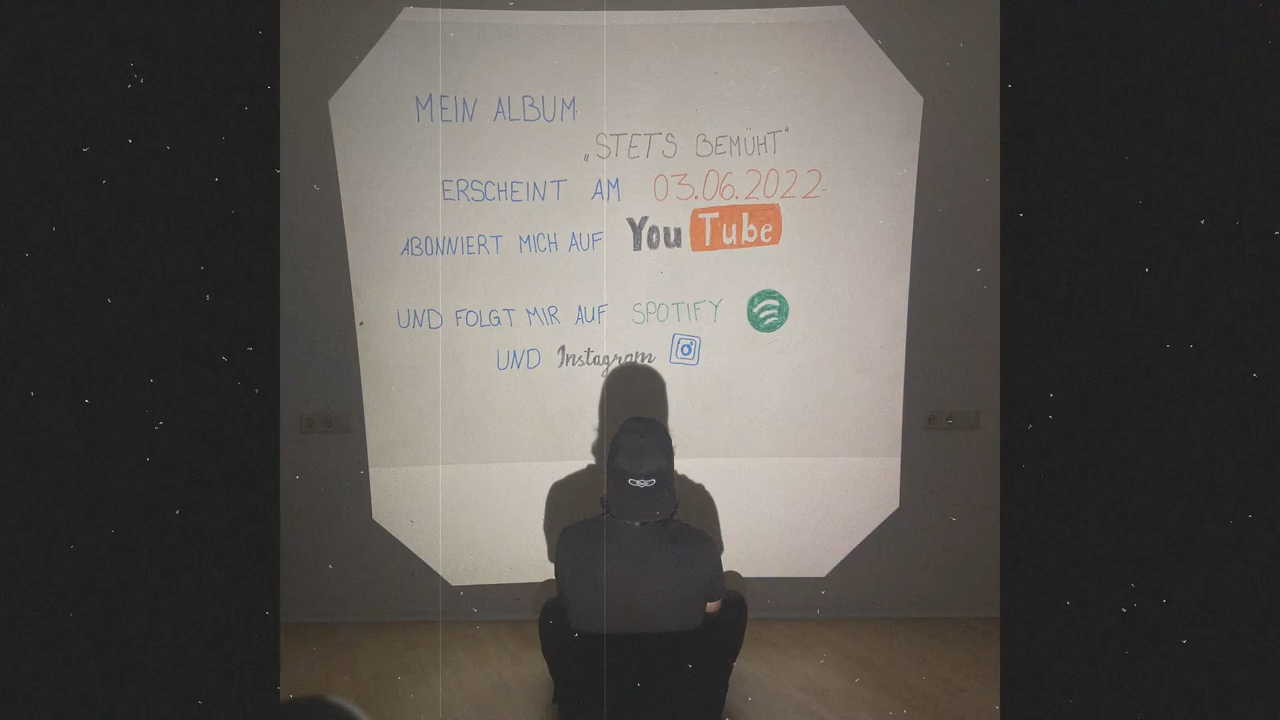 MEIN ALBUM
„STETS BEMÜHT"
ERSCHEINT AM 03.06.2022
ABONNIERT MICH AUF YouTube
UND FOLGT MIR AUF SPOTIFY
UND Instagram